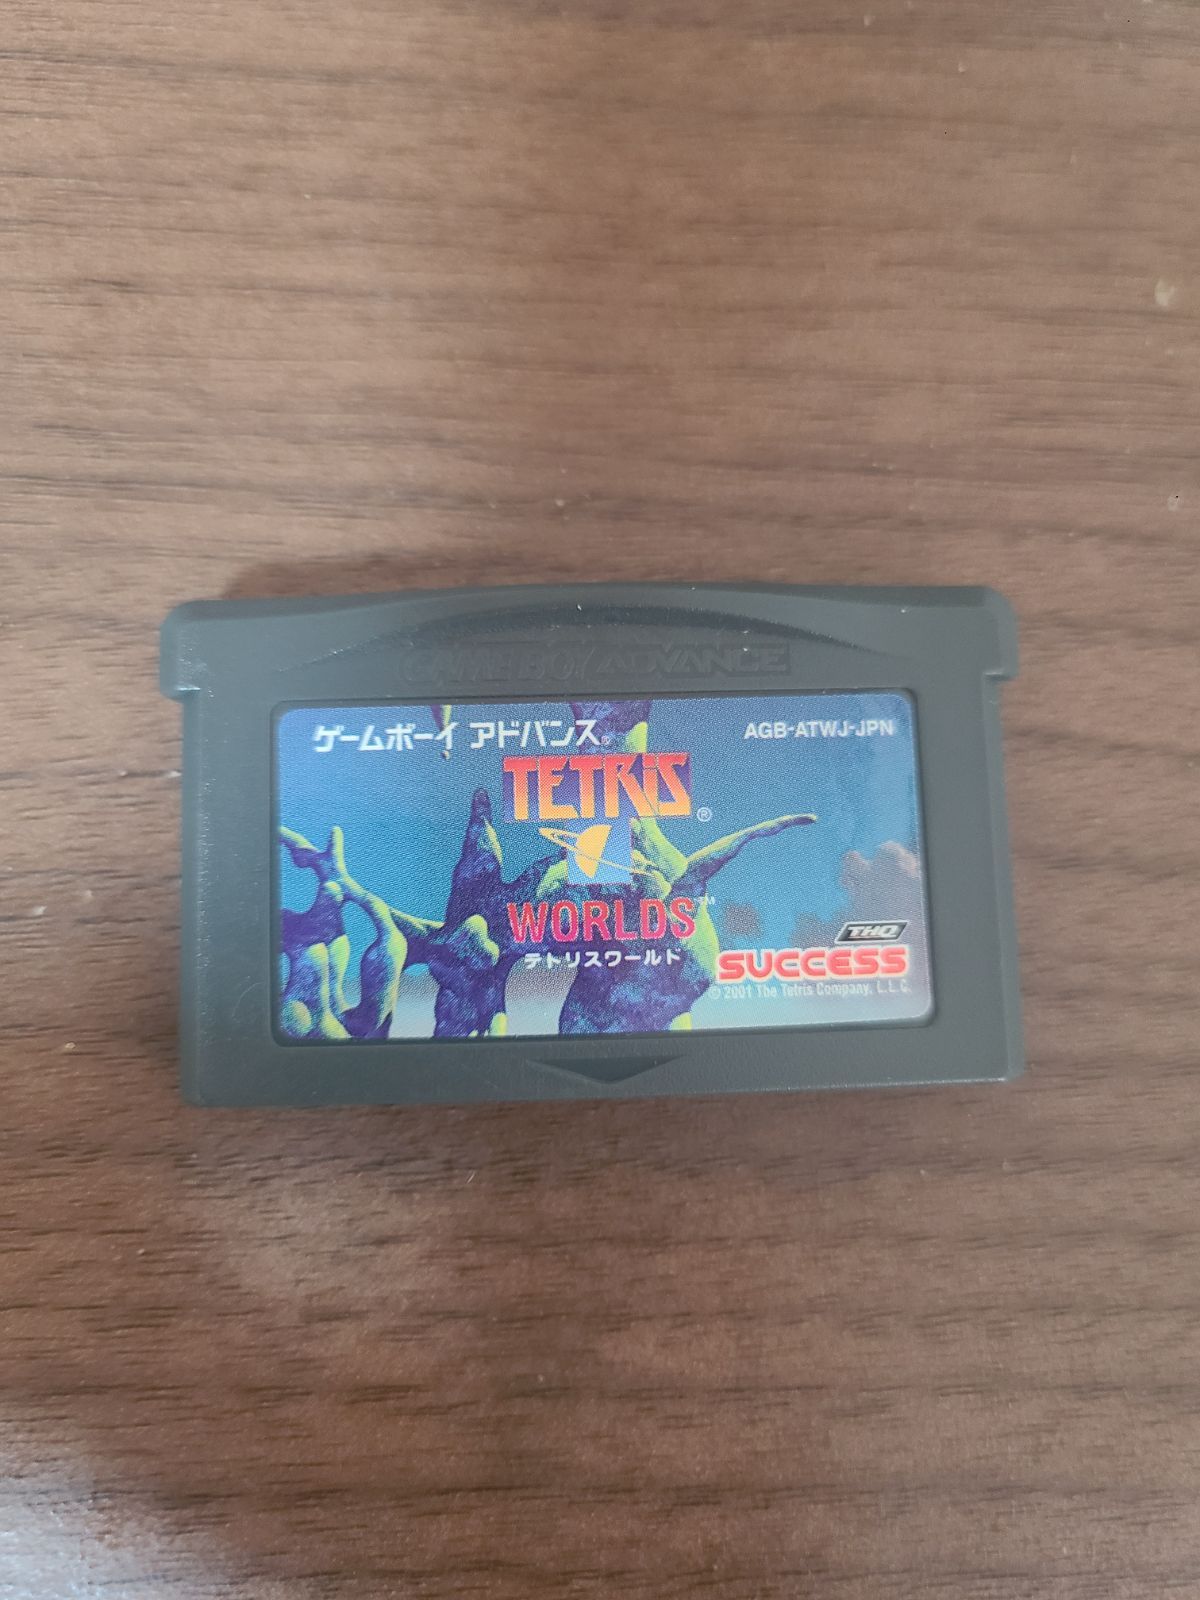 GAME BOY ADVANCE
ゲームボーイ アドバンス®
AGB-ATWJ-JPN
TETRiS®
WORLDS™
テトリスワールド
THQ
SUCCESS
© 2001 The Tetris Company, L.L.C.